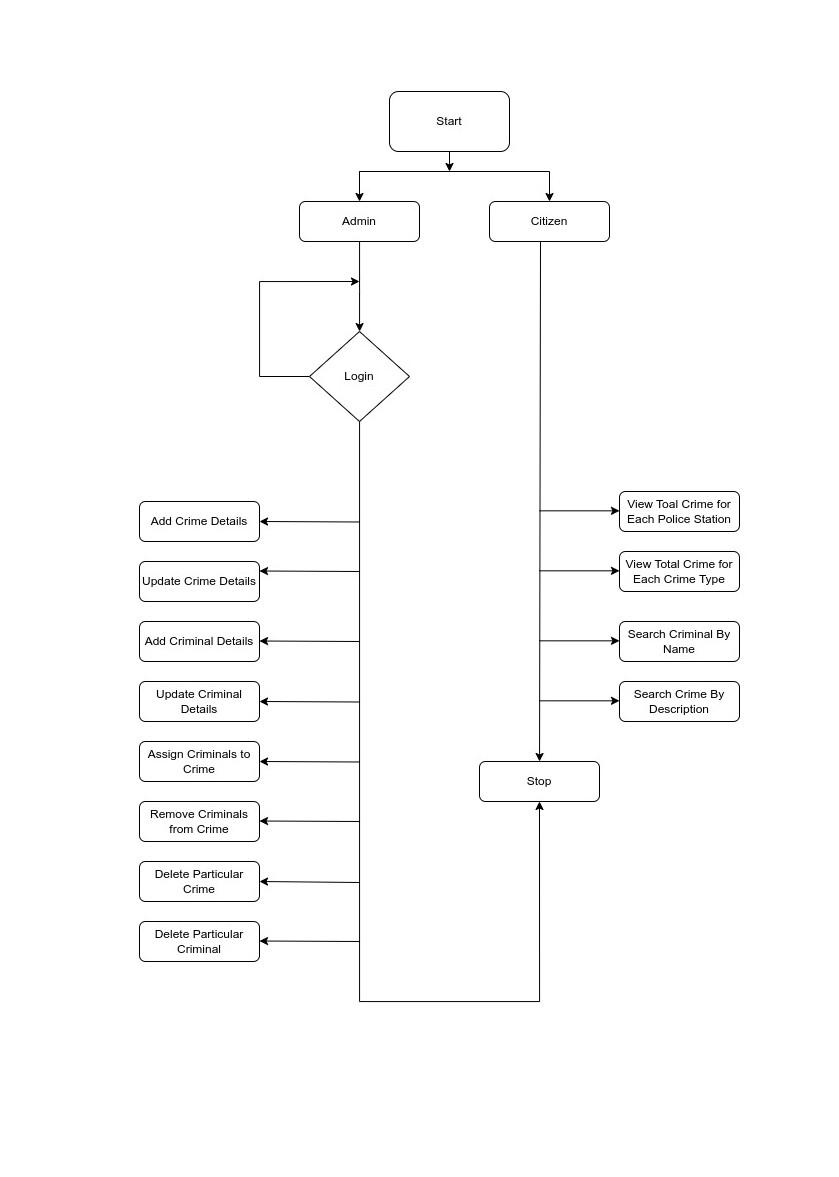 Start
Admin
Citizen
Login
Add Crime Details
Update Crime Details
Add Criminal Details
Update Criminal
Details
Assign Criminals to
Crime
Remove Criminals
from Crime
Delete Particular
Crime
Delete Particular
Criminal
View Toal Crime for
Each Police Station
View Total Crime for
Each Crime Type
Search Criminal By
Name
Search Crime By
Description
Stop